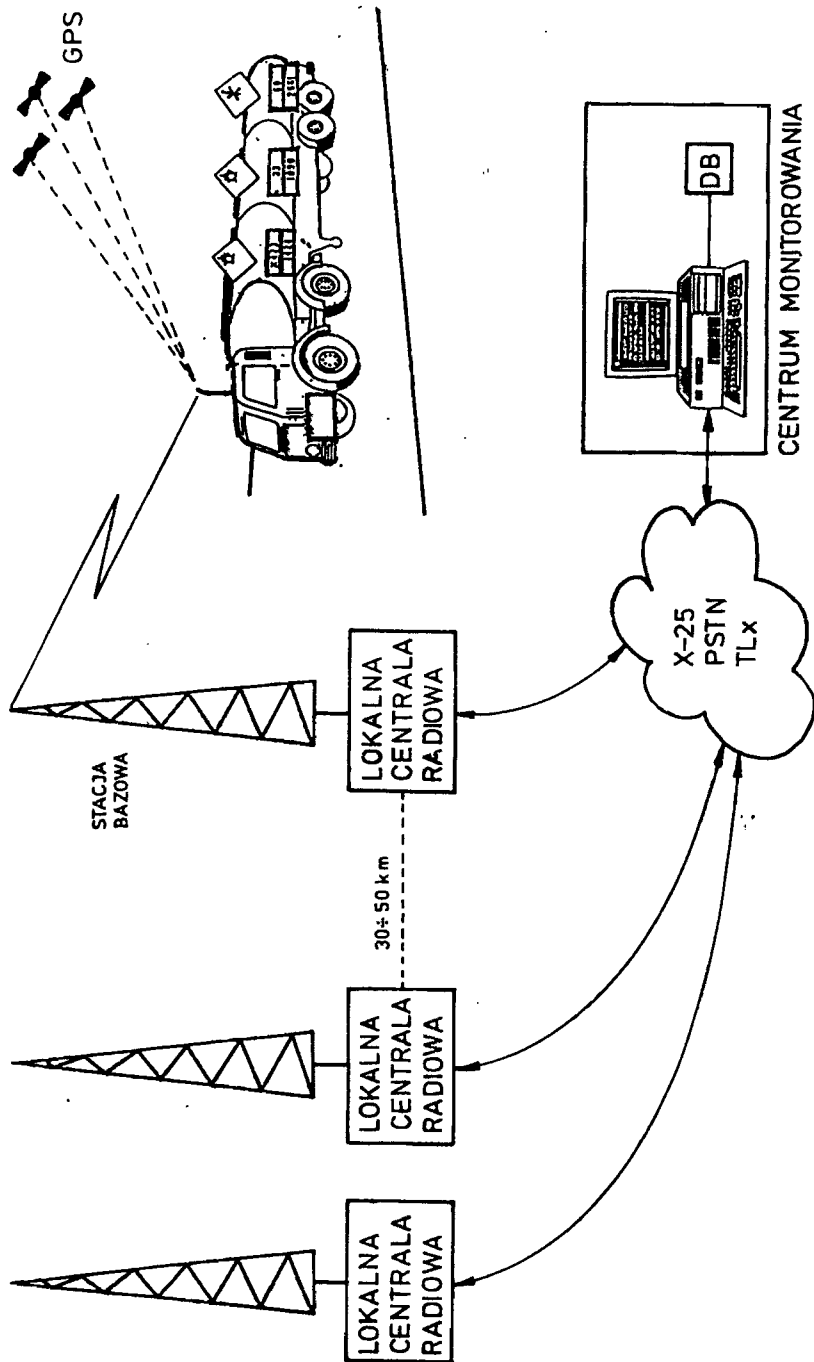 GPS
STACJA
BAZOWA
30÷50 km
LOKALNA
CENTRALA
RADIOWA
LOKALNA
CENTRALA
RADIOWA
LOKALNA
CENTRALA
RADIOWA
X-25
PSTN
TLx
DB
CENTRUM MONITOROWANIA
33